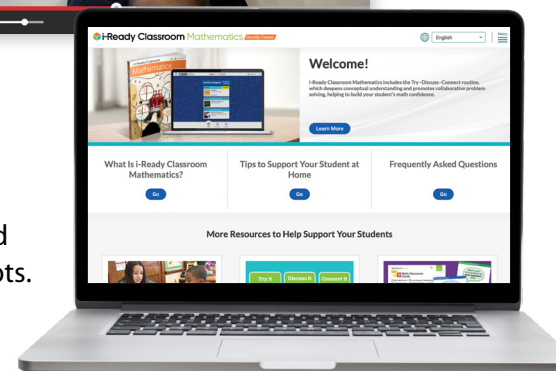 i-Ready Classroom Mathematics
English
Menu
Mathematics
Welcome!
i-Ready Classroom Mathematics includes the Try–Discuss–Connect routine,
which deepens conceptual understanding and promotes collaborative problem
solving, helping to build your student's math confidence.
Learn More
What Is i-Ready Classroom
Mathematics?
Go
Tips to Support Your Student at
Home
Go
Frequently Asked Questions
Go
More Resources to Help Support Your Students
Try It
Discuss It
Connect It